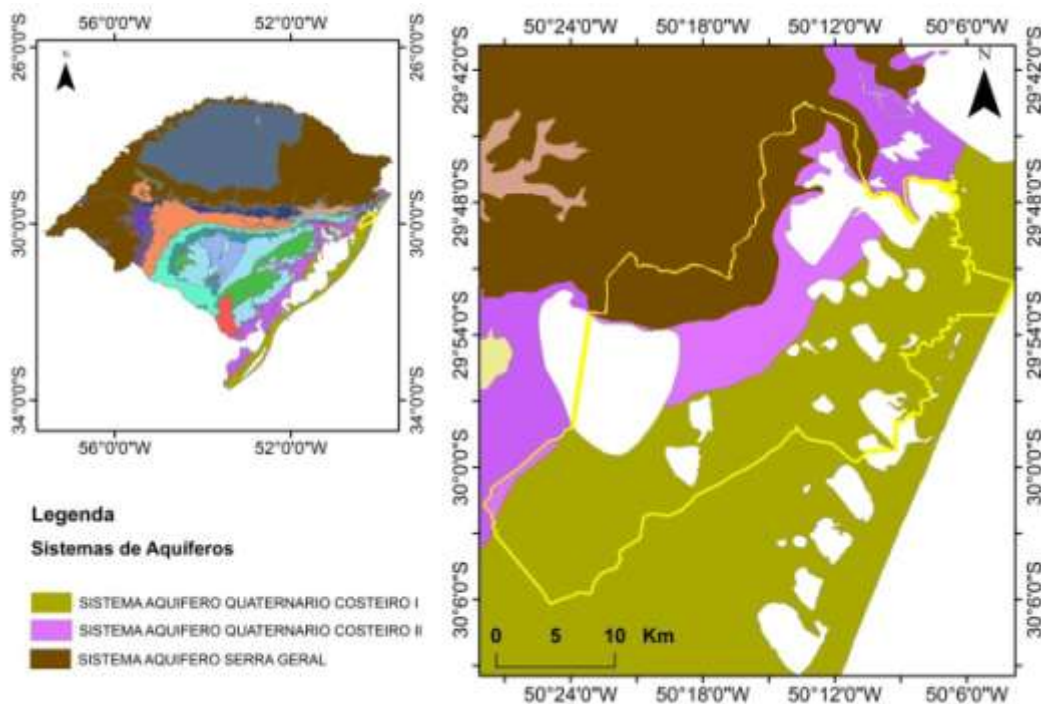 56°0'0"W 52°0'0"W
26°0'0"S
26°0'0"S
30°0'0"S
30°0'0"S
34°0'0"S
34°0'0"S
56°0'0"W 52°0'0"W
Legenda
Sistemas de Aquíferos
SISTEMA AQUIFERO QUATERNARIO COSTEIRO I
SISTEMA AQUIFERO QUATERNARIO COSTEIRO II
SISTEMA AQUIFERO SERRA GERAL
50°24'0"W 50°18'0"W 50°12'0"W 50°6'0"W
N
29°42'0"S
29°42'0"S
29°48'0"S
29°48'0"S
29°54'0"S
29°54'0"S
30°0'0"S
30°0'0"S
30°6'0"S
30°6'0"S
0 5 10 Km
50°24'0"W 50°18'0"W 50°12'0"W 50°6'0"W